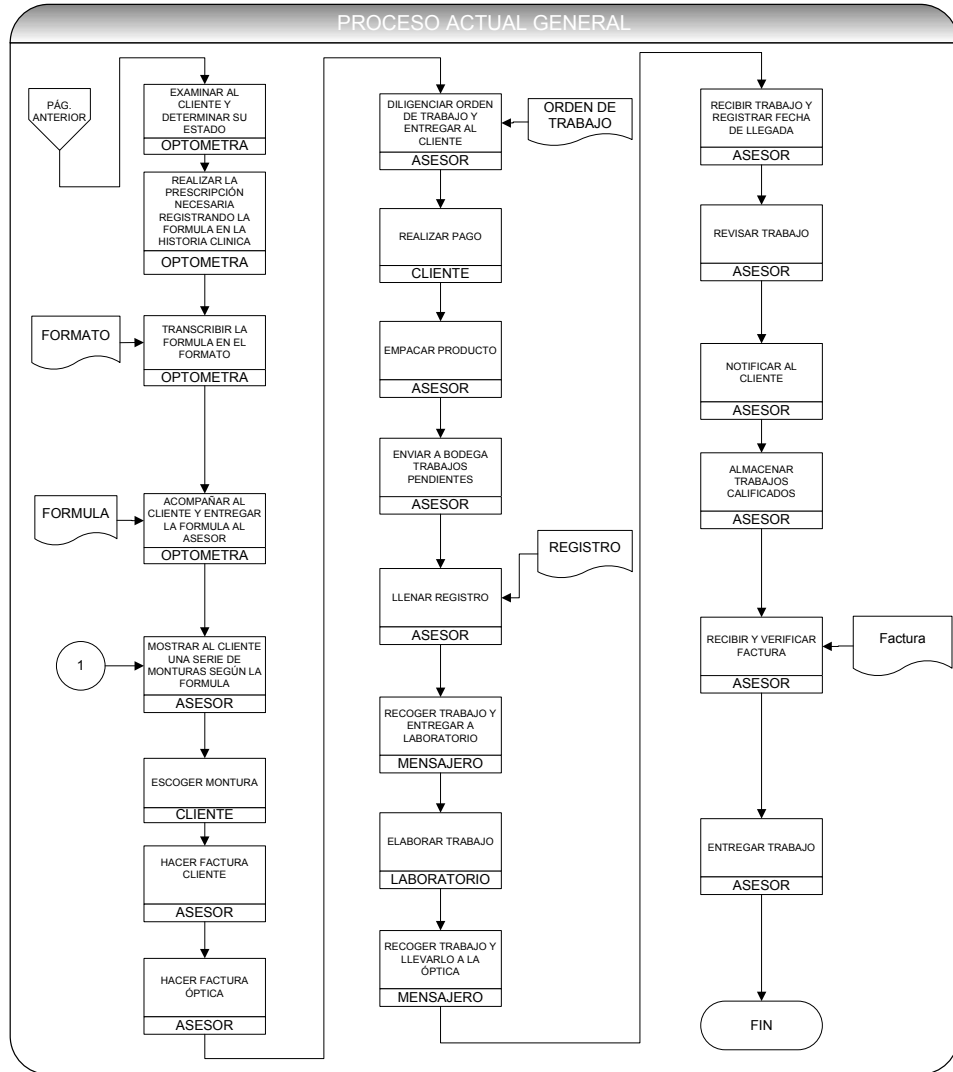 PROCESO ACTUAL GENERAL
PÁG.
ANTERIOR
EXAMINAR AL
CLIENTE Y
DETERMINAR SU
ESTADO
OPTOMETRA
REALIZAR LA
PRESCRIPCIÓN
NECESARIA
REGISTRANDO LA
FORMULA EN LA
HISTORIA CLINICA
OPTOMETRA
FORMATO
TRANSCRIBIR LA
FORMULA EN EL
FORMATO
OPTOMETRA
FORMULA
ACOMPAÑAR AL
CLIENTE Y ENTREGAR
LA FORMULA AL
ASESOR
OPTOMETRA
1
MOSTRAR AL CLIENTE
UNA SERIE DE
MONTURAS SEGÚN LA
FORMULA
ASESOR
ESCOGER MONTURA
CLIENTE
HACER FACTURA
CLIENTE
ASESOR
HACER FACTURA
ÓPTICA
ASESOR
DILIGENCIAR ORDEN
DE TRABAJO Y
ENTREGAR AL
CLIENTE
ASESOR
ORDEN DE
TRABAJO
REALIZAR PAGO
CLIENTE
EMPACAR PRODUCTO
ASESOR
ENVIAR A BODEGA
TRABAJOS
PENDIENTES
ASESOR
REGISTRO
LLENAR REGISTRO
ASESOR
RECOGER TRABAJO Y
ENTREGAR A
LABORATORIO
MENSAJERO
ELABORAR TRABAJO
LABORATORIO
RECOGER TRABAJO Y
LLEVARLO A LA
ÓPTICA
MENSAJERO
RECIBIR TRABAJO Y
REGISTRAR FECHA
DE LLEGADA
ASESOR
REVISAR TRABAJO
ASESOR
NOTIFICAR AL
CLIENTE
ASESOR
ALMACENAR
TRABAJOS
CALIFICADOS
ASESOR
RECIBIR Y VERIFICAR
FACTURA
ASESOR
Factura
ENTREGAR TRABAJO
ASESOR
FIN